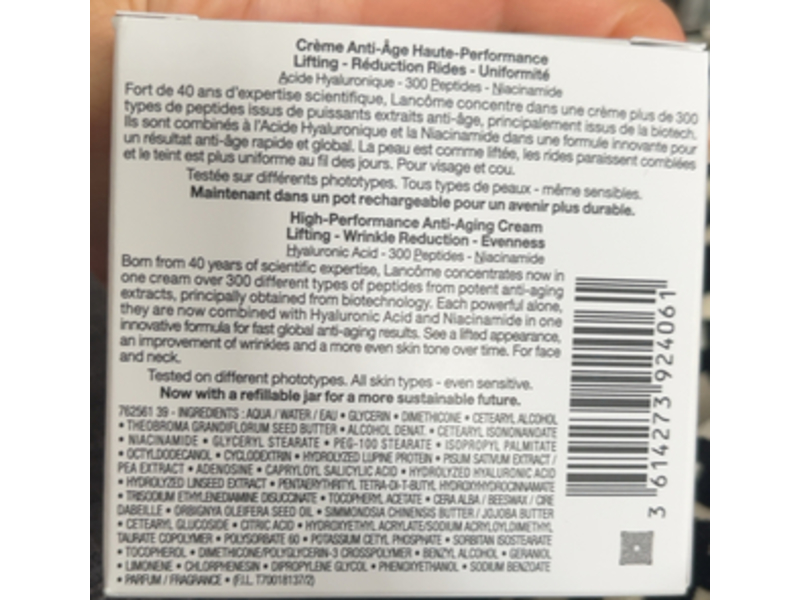 Crème Anti-Âge Haute-Performance
Lifting - Réduction Rides - Uniformité
Acide Hyaluronique - 300 Peptides - Niacinamide
Fort de 40 ans d'expertise scientifique, Lancôme concentre dans une crème plus de 300
types de peptides issus de puissants extraits anti-âge, principalement issus de la biotech.
Ils sont combinés à l'Acide Hyaluronique et la Niacinamide dans une formule innovante pour
un résultat anti-âge rapide et global. La peau est comme liftée, les rides paraissent comblées
et le teint est plus uniforme au fil des jours. Pour visage et cou.
Testée sur différents phototypes. Tous types de peaux - même sensibles.
Maintenant dans un pot rechargeable pour un avenir plus durable.
High-Performance Anti-Aging Cream
Lifting - Wrinkle Reduction - Evenness
Hyaluronic Acid - 300 Peptides - Niacinamide
Born from 40 years of scientific expertise, Lancôme concentrates now in
one cream over 300 different types of peptides from potent anti-aging
extracts, principally obtained from biotechnology. Each powerful alone,
they are now combined with Hyaluronic Acid and Niacinamide in one
innovative formula for fast global anti-aging results. See a lifted appearance,
an improvement of wrinkles and a more even skin tone over time. For face
and neck.
Tested on different phototypes. All skin types - even sensitive.
Now with a refillable jar for a more sustainable future.
762561 39 - INGREDIENTS : AQUA / WATER / EAU • GLYCERIN • DIMETHICONE • CETEARYL ALCOHOL
• THEOBROMA GRANDIFLORUM SEED BUTTER • ALCOHOL DENAT. • CETEARYL ISONONANOATE
• NIACINAMIDE • GLYCERYL STEARATE • PEG-100 STEARATE • ISOPROPYL PALMITATE
• OCTYLDODECANOL • CYCLODEXTRIN • HYDROLYZED LUPINE PROTEIN • PISUM SATIVUM EXTRACT /
PEA EXTRACT • ADENOSINE • CAPRYLOYL SALICYLIC ACID • HYDROLYZED HYALURONIC ACID
• HYDROLYZED LINSEED EXTRACT • PENTAERYTHRITYL TETRA-DI-T-BUTYL HYDROXYHYDROCINNAMATE
• TRISODIUM ETHYLENEDIAMINE DISUCCINATE • TOCOPHERYL ACETATE • CERA ALBA / BEESWAX / CIRE
DABEILLE • ORBIGNYA OLEIFERA SEED OIL • SIMMONDSIA CHINENSIS BUTTER / JOJOBA BUTTER
• CETEARYL GLUCOSIDE • CITRIC ACID • HYDROXYETHYL ACRYLATE/SODIUM ACRYLOYLDIMETHYL
TAURATE COPOLYMER • POLYSORBATE 60 • POTASSIUM CETYL PHOSPHATE • SORBITAN ISOSTEARATE
• TOCOPHEROL • DIMETHICONE/POLYGLYCERIN-3 CROSSPOLYMER • BENZYL ALCOHOL • GERANIOL
• LIMONENE • CHLORPHENESIN • DIPROPYLENE GLYCOL • PHENOXYETHANOL • SODIUM BENZOATE
• PARFUM / FRAGRANCE • (F.I.L. T70018137/2)
3 614273 924061